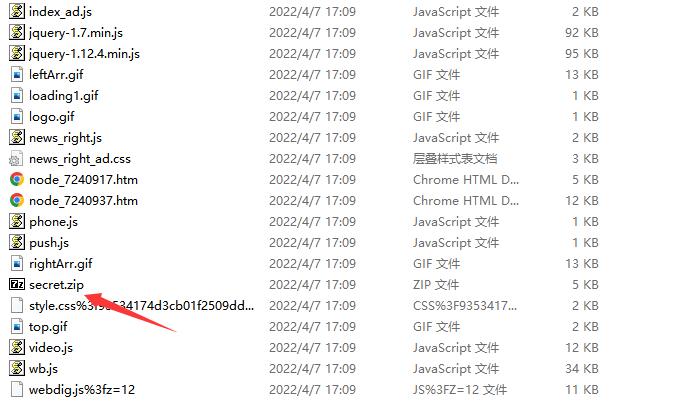 index_ad.js 2022/4/7 17:09 JavaScript 文件 2 KB
jquery-1.7.min.js 2022/4/7 17:09 JavaScript 文件 92 KB
jquery-1.12.4.min.js 2022/4/7 17:09 JavaScript 文件 95 KB
leftArr.gif 2022/4/7 17:09 GIF 文件 13 KB
loading1.gif 2022/4/7 17:09 GIF 文件 1 KB
logo.gif 2022/4/7 17:09 GIF 文件 1 KB
news_right.js 2022/4/7 17:09 JavaScript 文件 2 KB
news_right_ad.css 2022/4/7 17:09 层叠样式表文档 3 KB
node_7240917.htm 2022/4/7 17:09 Chrome HTML D... 5 KB
node_7240937.htm 2022/4/7 17:09 Chrome HTML D... 12 KB
phone.js 2022/4/7 17:09 JavaScript 文件 1 KB
push.js 2022/4/7 17:09 JavaScript 文件 1 KB
rightArr.gif 2022/4/7 17:09 GIF 文件 13 KB
secret.zip 2022/4/7 17:09 ZIP 文件 5 KB
style.css%3f93534174d3cb01f2509dd... 2022/4/7 17:09 CSS%3F9353417... 2 KB
top.gif 2022/4/7 17:09 GIF 文件 2 KB
video.js 2022/4/7 17:09 JavaScript 文件 12 KB
wb.js 2022/4/7 17:09 JavaScript 文件 34 KB
webdig.js%3fz=12 2022/4/7 17:09 JS%3FZ=12 文件 11 KB